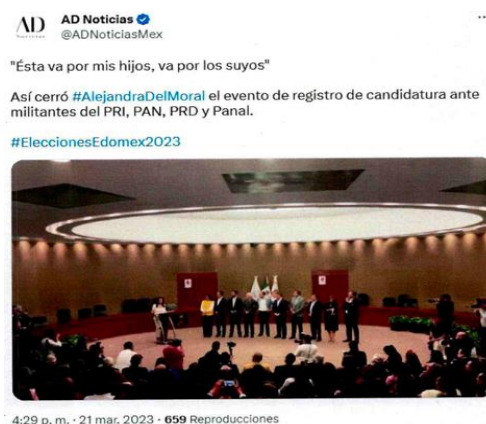 AD
AD Noticias
@ADNoticiasMex
"Ésta va por mis hijos, va por los suyos"
Así cerró #AlejandraDelMoral el evento de registro de candidatura ante
militantes del PRI, PAN, PRD y Panal.
#EleccionesEdomex2023
4:29 p. m. · 21 mar. 2023 · 659 Reproducciones